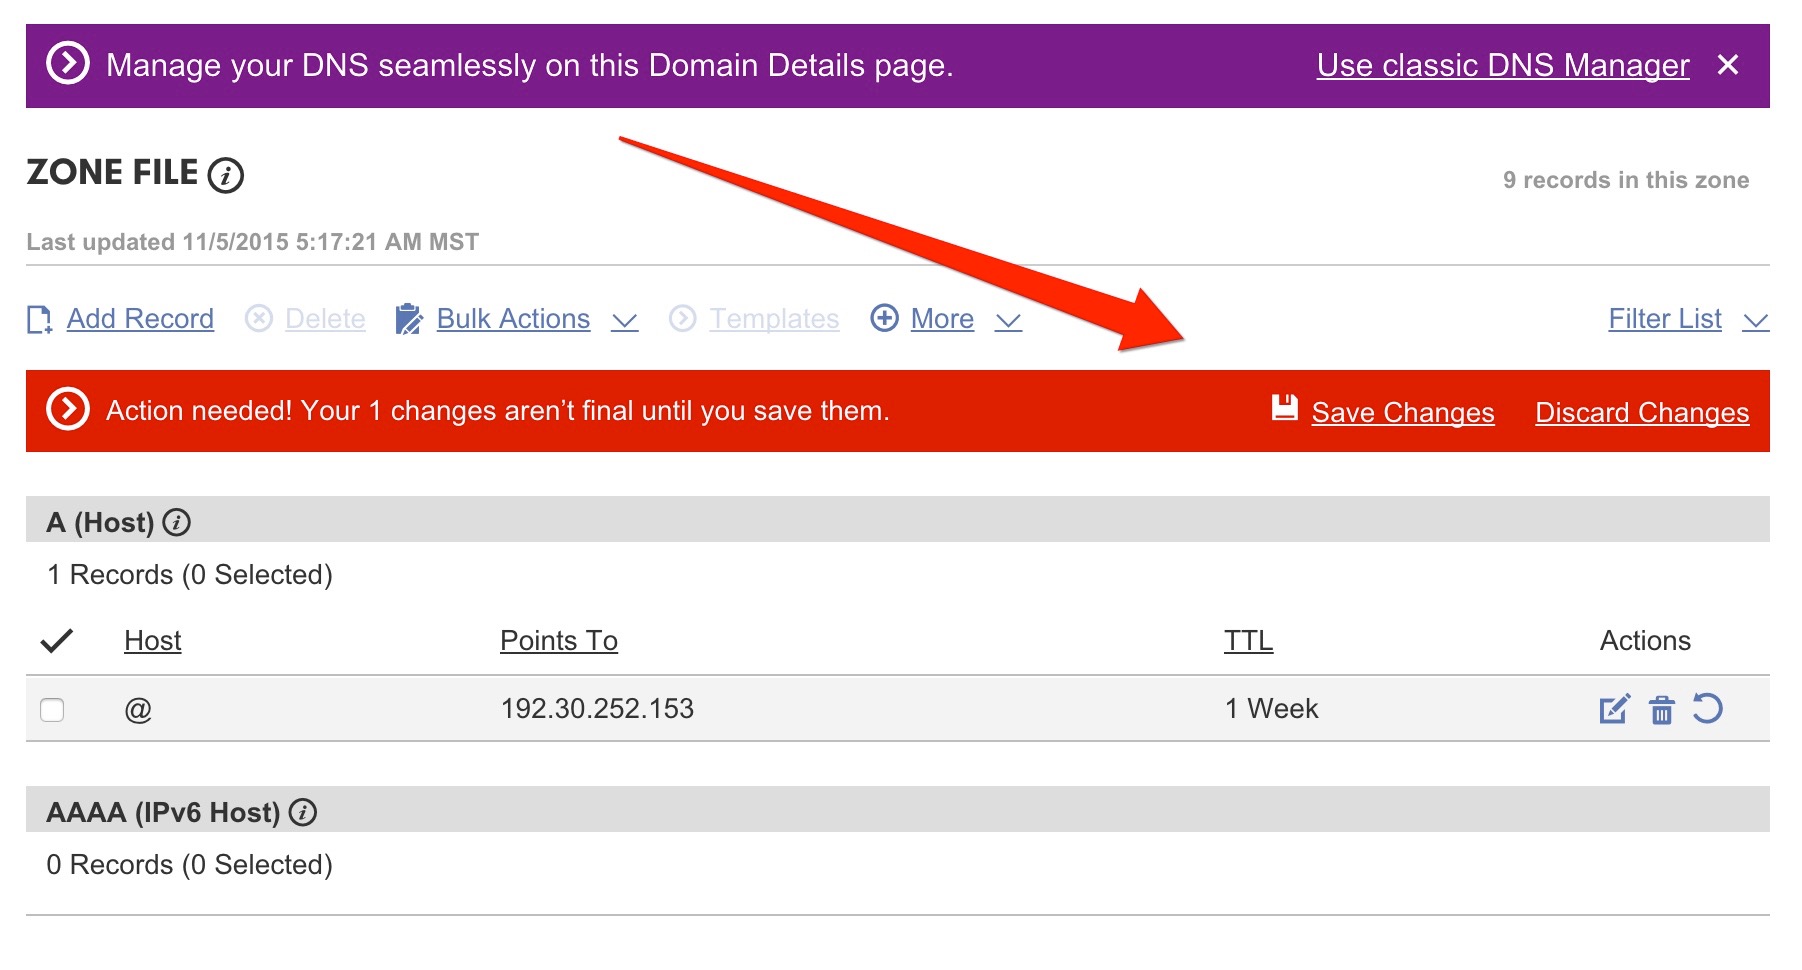 Manage your DNS seamlessly on this Domain Details page. Use classic DNS Manager
ZONE FILE
9 records in this zone
Last updated 11/5/2015 5:17:21 AM MST
Add Record Delete Bulk Actions Templates More Filter List
Action needed! Your 1 changes aren’t final until you save them. Save Changes Discard Changes
A (Host)
1 Records (0 Selected)
Host Points To TTL Actions
@ 192.30.252.153 1 Week
AAAA (IPv6 Host)
0 Records (0 Selected)